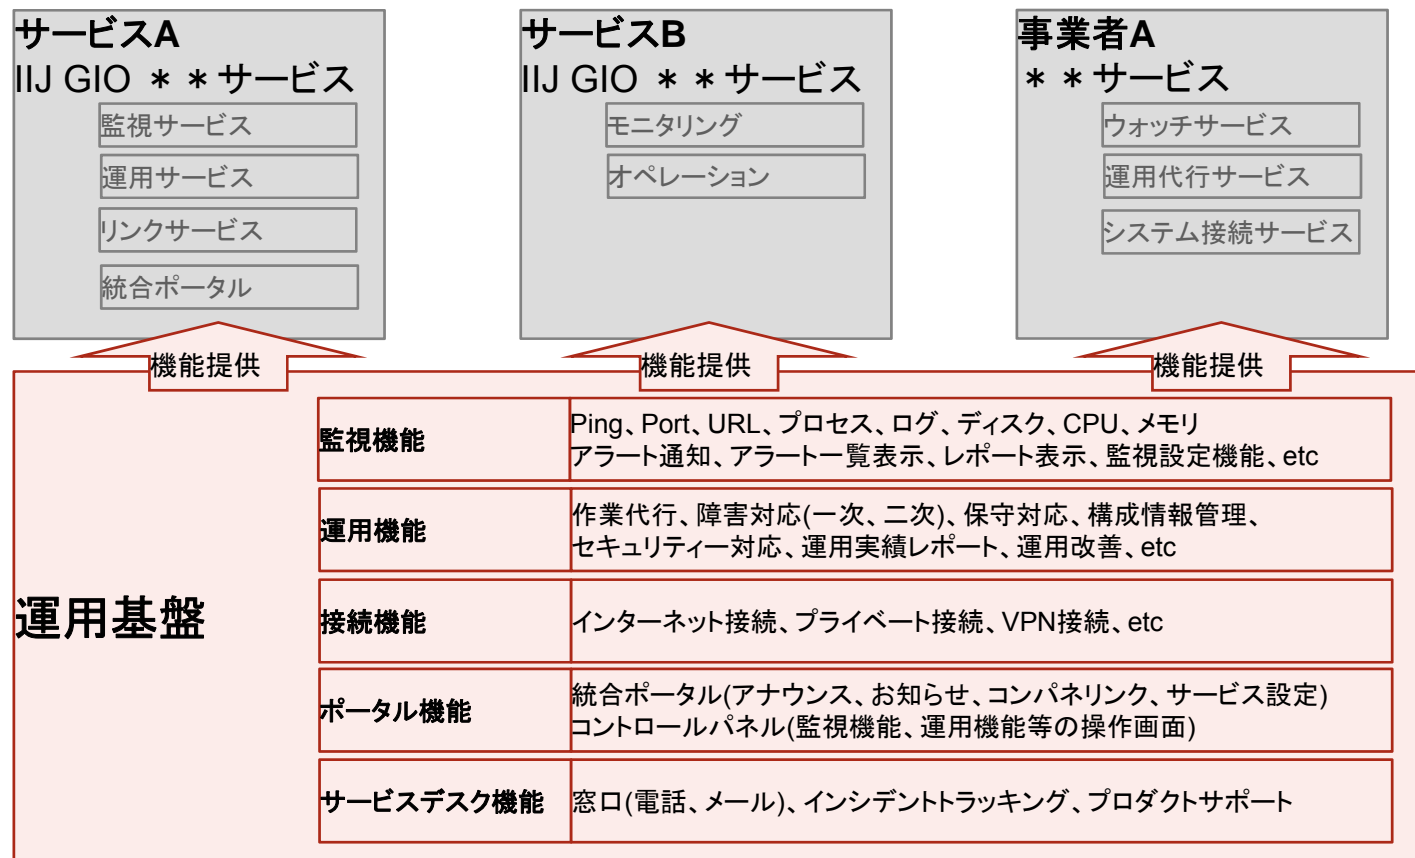 サービスA
IIJ GIO ＊＊サービス
監視サービス
運用サービス
リンクサービス
統合ポータル
サービスB
IIJ GIO ＊＊サービス
モニタリング
オペレーション
事業者A
＊＊サービス
ウォッチサービス
運用代行サービス
システム接続サービス
機能提供
機能提供
機能提供
運用基盤
監視機能
Ping、Port、URL、プロセス、ログ、ディスク、CPU、メモリ
アラート通知、アラート一覧表示、レポート表示、監視設定機能、etc
運用機能
作業代行、障害対応(一次、二次)、保守対応、構成情報管理、
セキュリティー対応、運用実績レポート、運用改善、etc
接続機能
インターネット接続、プライベート接続、VPN接続、etc
ポータル機能
統合ポータル(アナウンス、お知らせ、コンパネリンク、サービス設定)
コントロールパネル(監視機能、運用機能等の操作画面)
サービスデスク機能
窓口(電話、メール)、インシデントトラッキング、プロダクトサポート